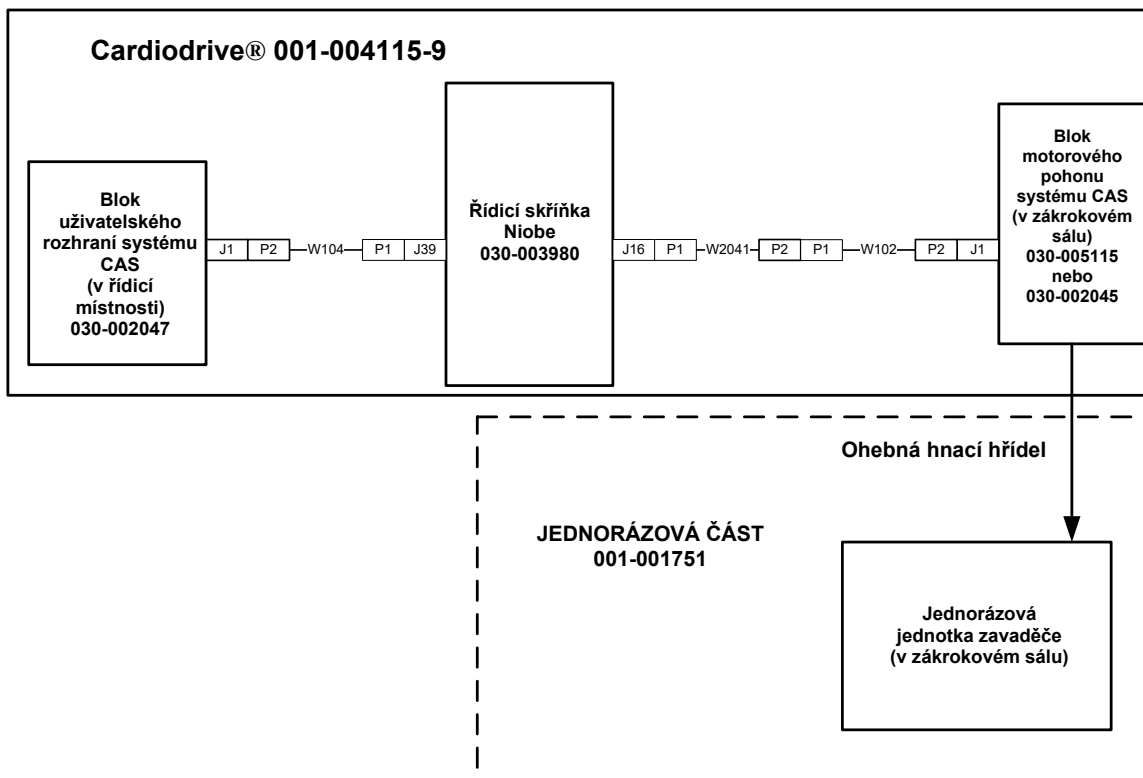 Cardiodrive® 001-004115-9
Blok
uživatelského
rozhraní systému
CAS
(v řídicí
místnosti)
030-002047
J1 P2 W104 P1 J39
Řídicí skříňka
Niobe
030-003980
J16 P1 W2041 P2 P1 W102 P2 J1
Blok
motorového
pohonu
systému CAS
(v zákrokovém
sálu)
030-005115
nebo
030-002045
Ohebná hnací hřídel
JEDNORÁZOVÁ ČÁST
001-001751
Jednorázová
jednotka zavaděče
(v zákrokovém sálu)